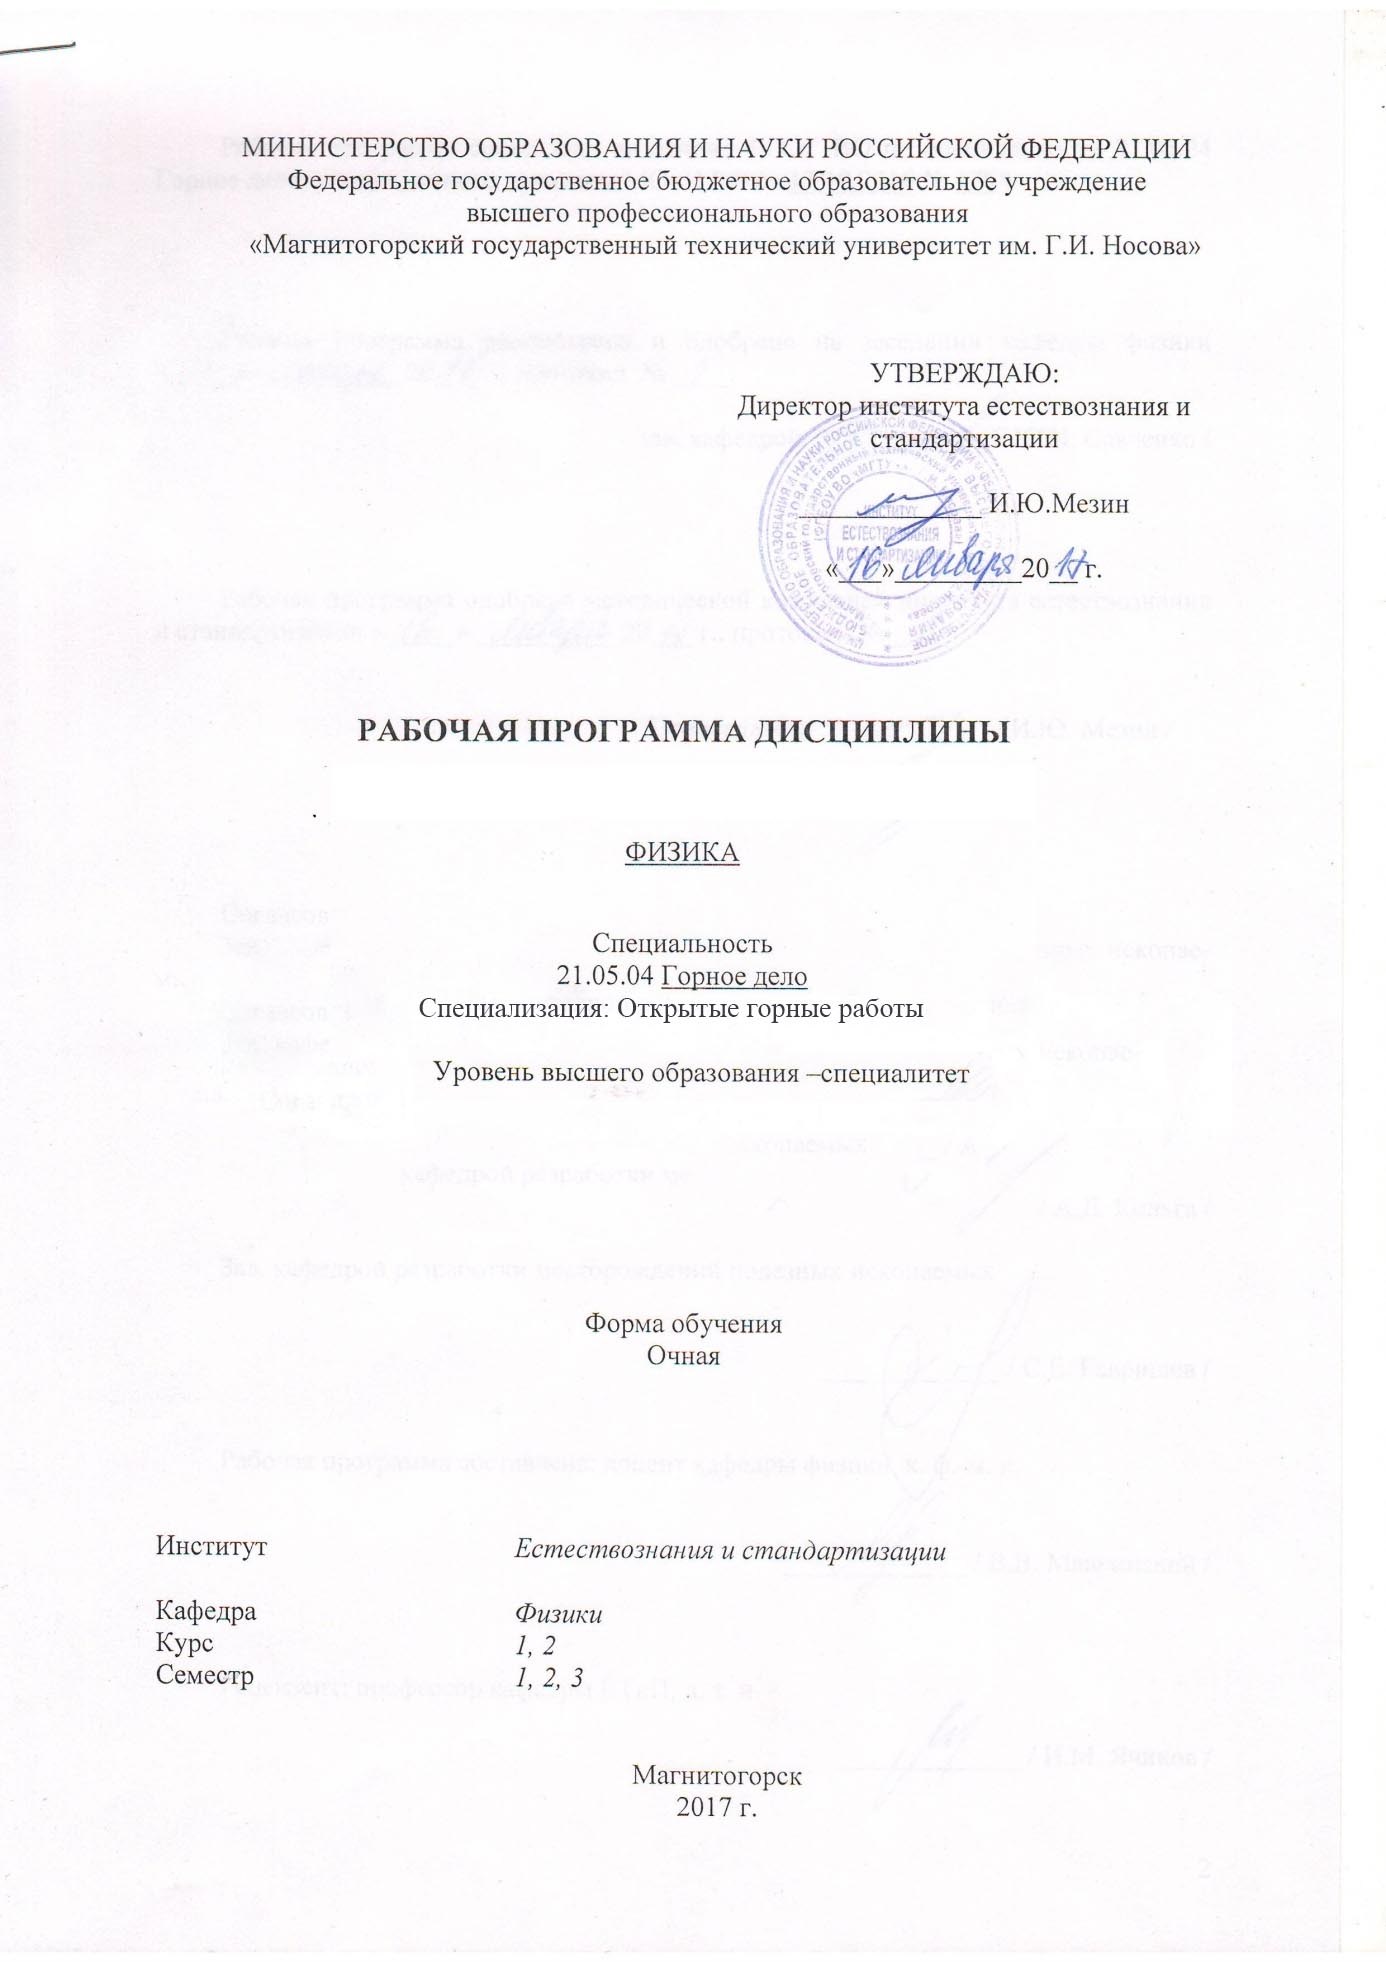 МИНИСТЕРСТВО ОБРАЗОВАНИЯ И НАУКИ РОССИЙСКОЙ ФЕДЕРАЦИИ
Федеральное государственное бюджетное образовательное учреждение
высшего профессионального образования
«Магнитогорский государственный технический университет им. Г.И. Носова»
УТВЕРЖДАЮ:
Директор института естествознания и
стандартизации
И.Ю.Мезин
ИНСТИТУТ
ЕСТЕСТВОЗНАНИЯ
И СТАНДАРТИЗАЦИИ
«16» января 2017 г.
РАБОЧАЯ ПРОГРАММА ДИСЦИПЛИНЫ
ФИЗИКА
Специальность
21.05.04 Горное дело
Специализация: Открытые горные работы
Уровень высшего образования –специалитет
Форма обучения
Очная
Институт Естествознания и стандартизации
Кафедра Физики
Курс 1, 2
Семестр 1, 2, 3
Магнитогорск
2017 г.